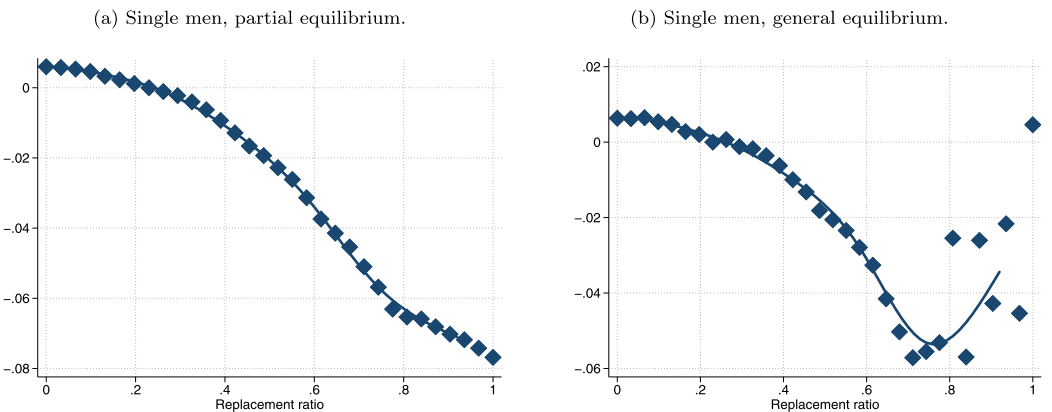 (a) Single men, partial equilibrium.
0
−.02
−.04
−.06
−.08
0 .2 .4 .6 .8 1
Replacement ratio
(b) Single men, general equilibrium.
.02
0
−.02
−.04
−.06
0 .2 .4 .6 .8 1
Replacement ratio